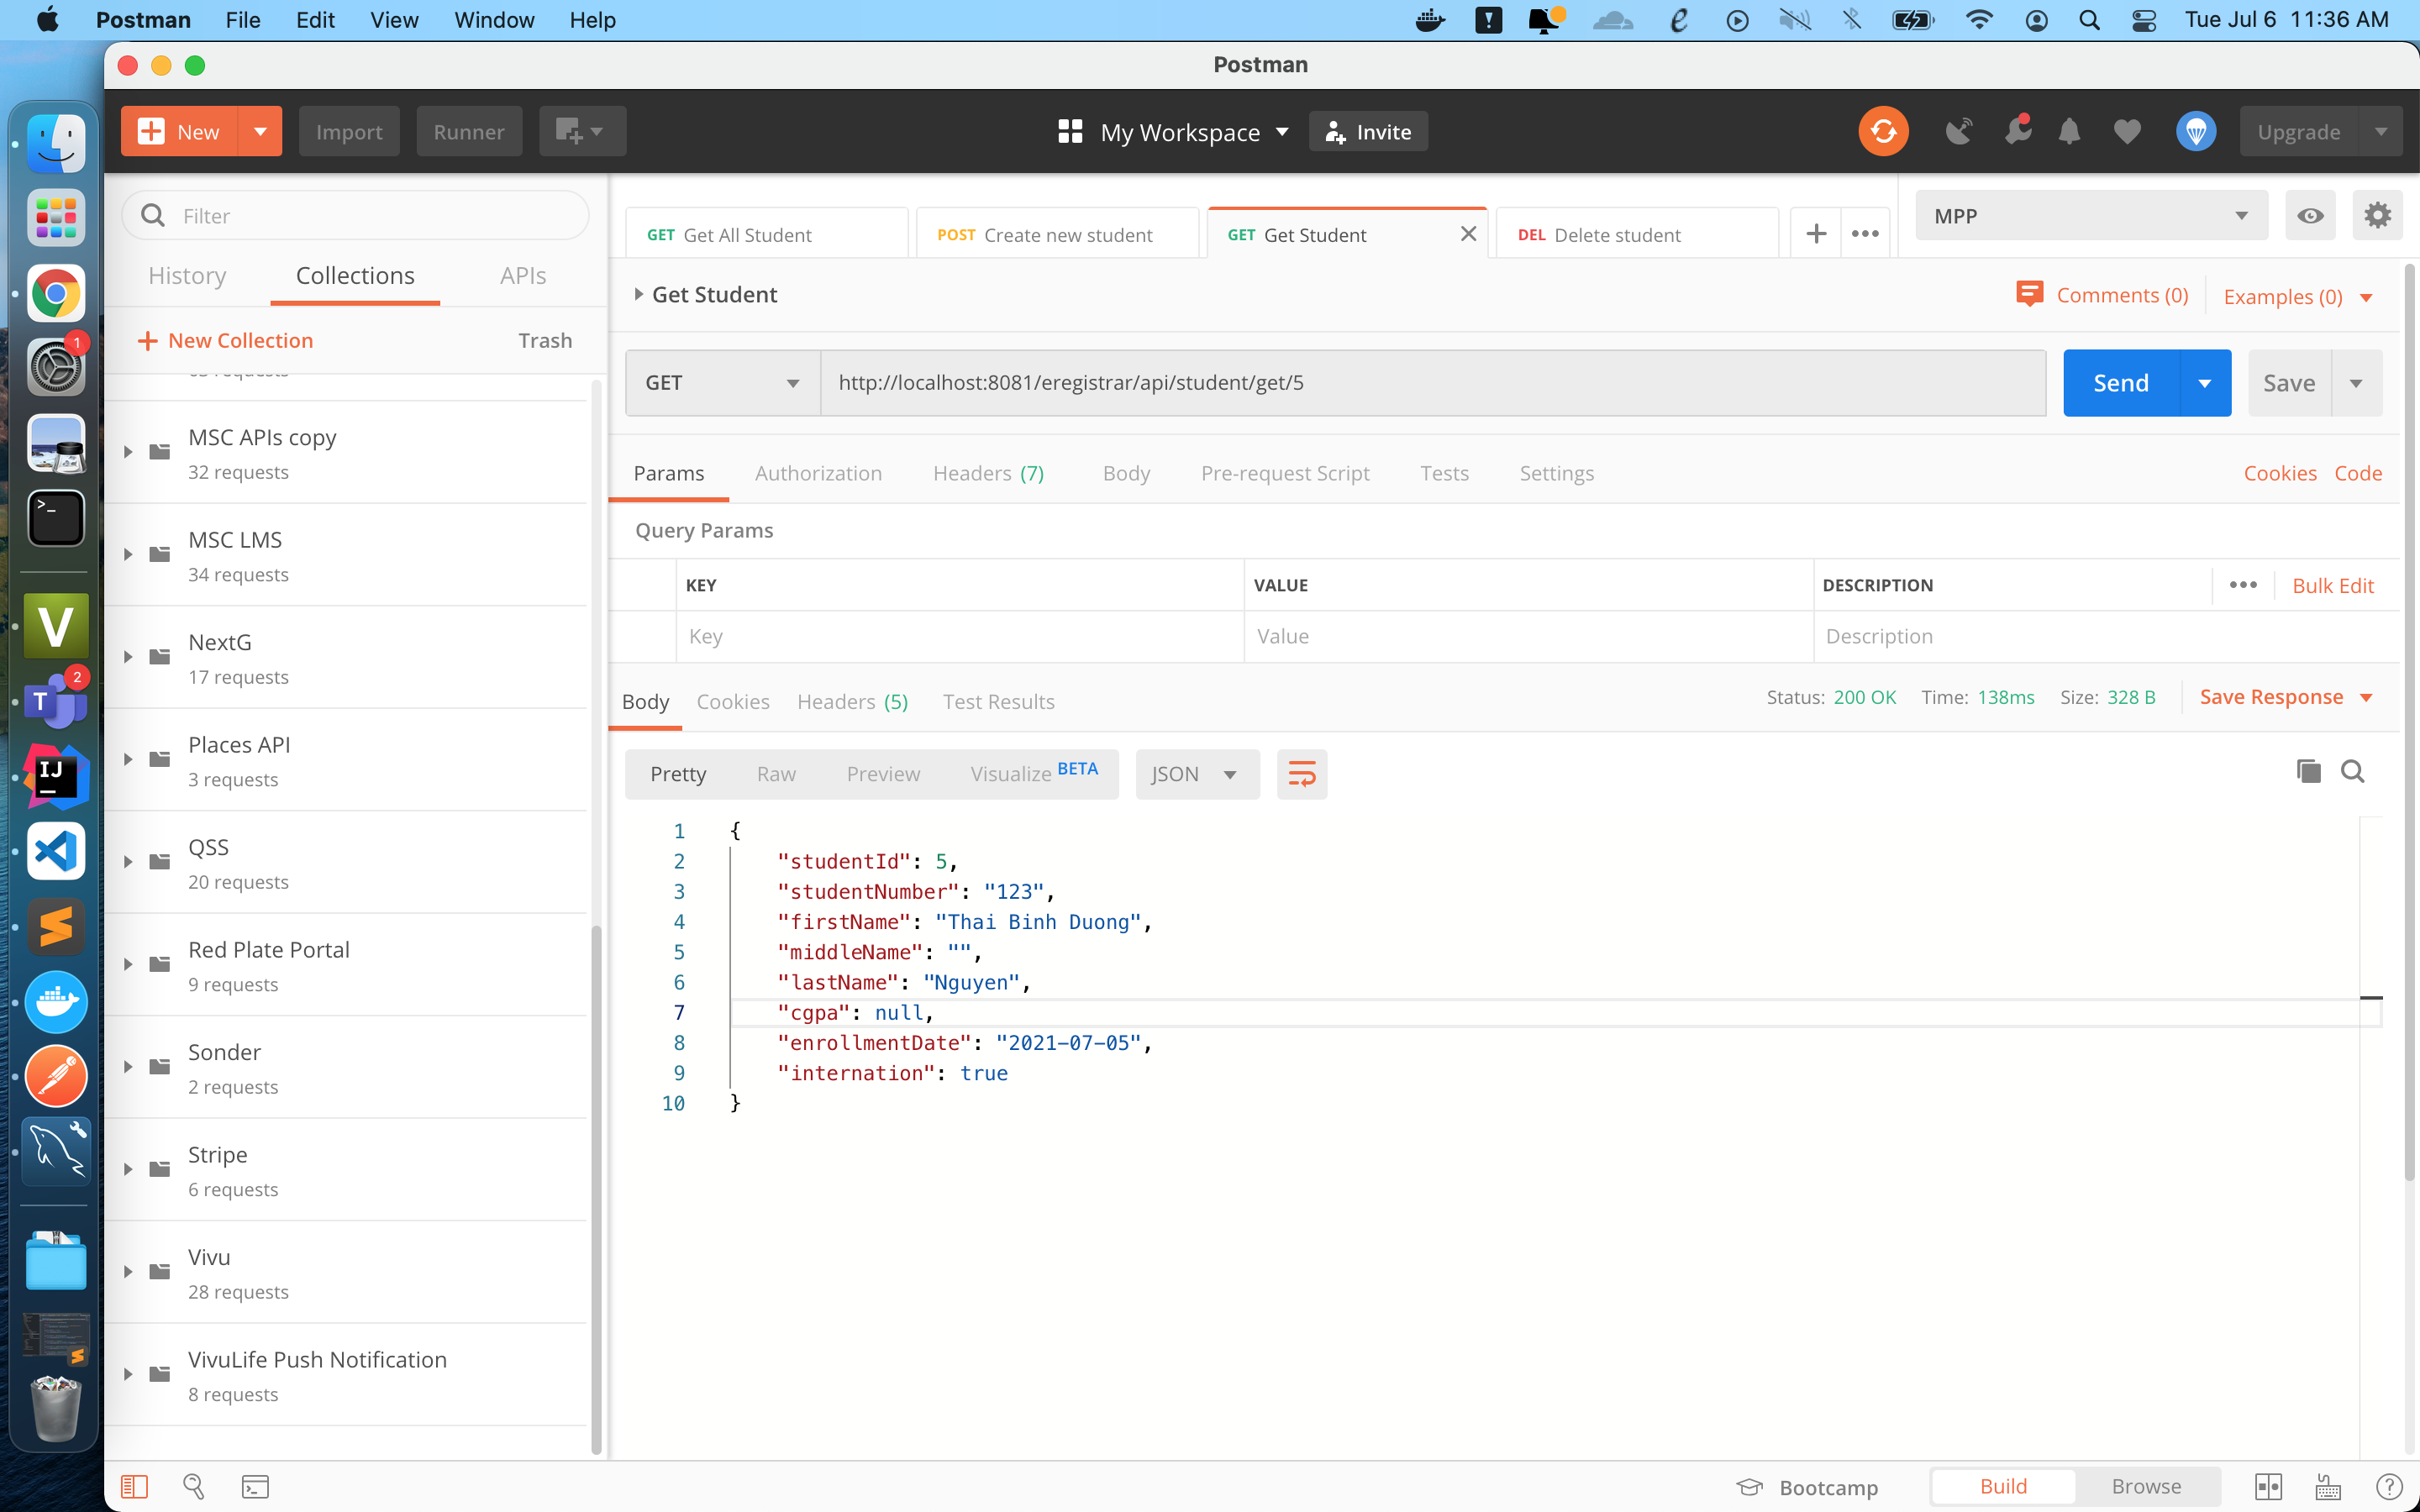 Postman File Edit View Window Help Tue Jul 6 11:36 AM
Postman
New Import Runner My Workspace Invite Upgrade
Filter
GET Get All Student POST Create new student GET Get Student DEL Delete student MPP
History Collections APIs
Get Student Comments (0) Examples (0)
New Collection Trash
GET http://localhost:8081/eregistrar/api/student/get/5 Send Save
MSC APIs copy
32 requests
MSC LMS
34 requests
NextG
17 requests
Places API
3 requests
QSS
20 requests
Red Plate Portal
9 requests
Sonder
2 requests
Stripe
6 requests
Vivu
28 requests
VivuLife Push Notification
8 requests
Params Authorization Headers (7) Body Pre-request Script Tests Settings Cookies Code
Query Params
KEY VALUE DESCRIPTION Bulk Edit
Key Value Description
Body Cookies Headers (5) Test Results Status: 200 OK Time: 138ms Size: 328 B Save Response
Pretty Raw Preview Visualize BETA JSON
1 {
2 "studentId": 5,
3 "studentNumber": "123",
4 "firstName": "Thai Binh Duong",
5 "middleName": "",
6 "lastName": "Nguyen",
7 "cgpa": null,
8 "enrollmentDate": "2021-07-05",
9 "internation": true
10 }
1
V
2
T
IJ
Bootcamp Build Browse